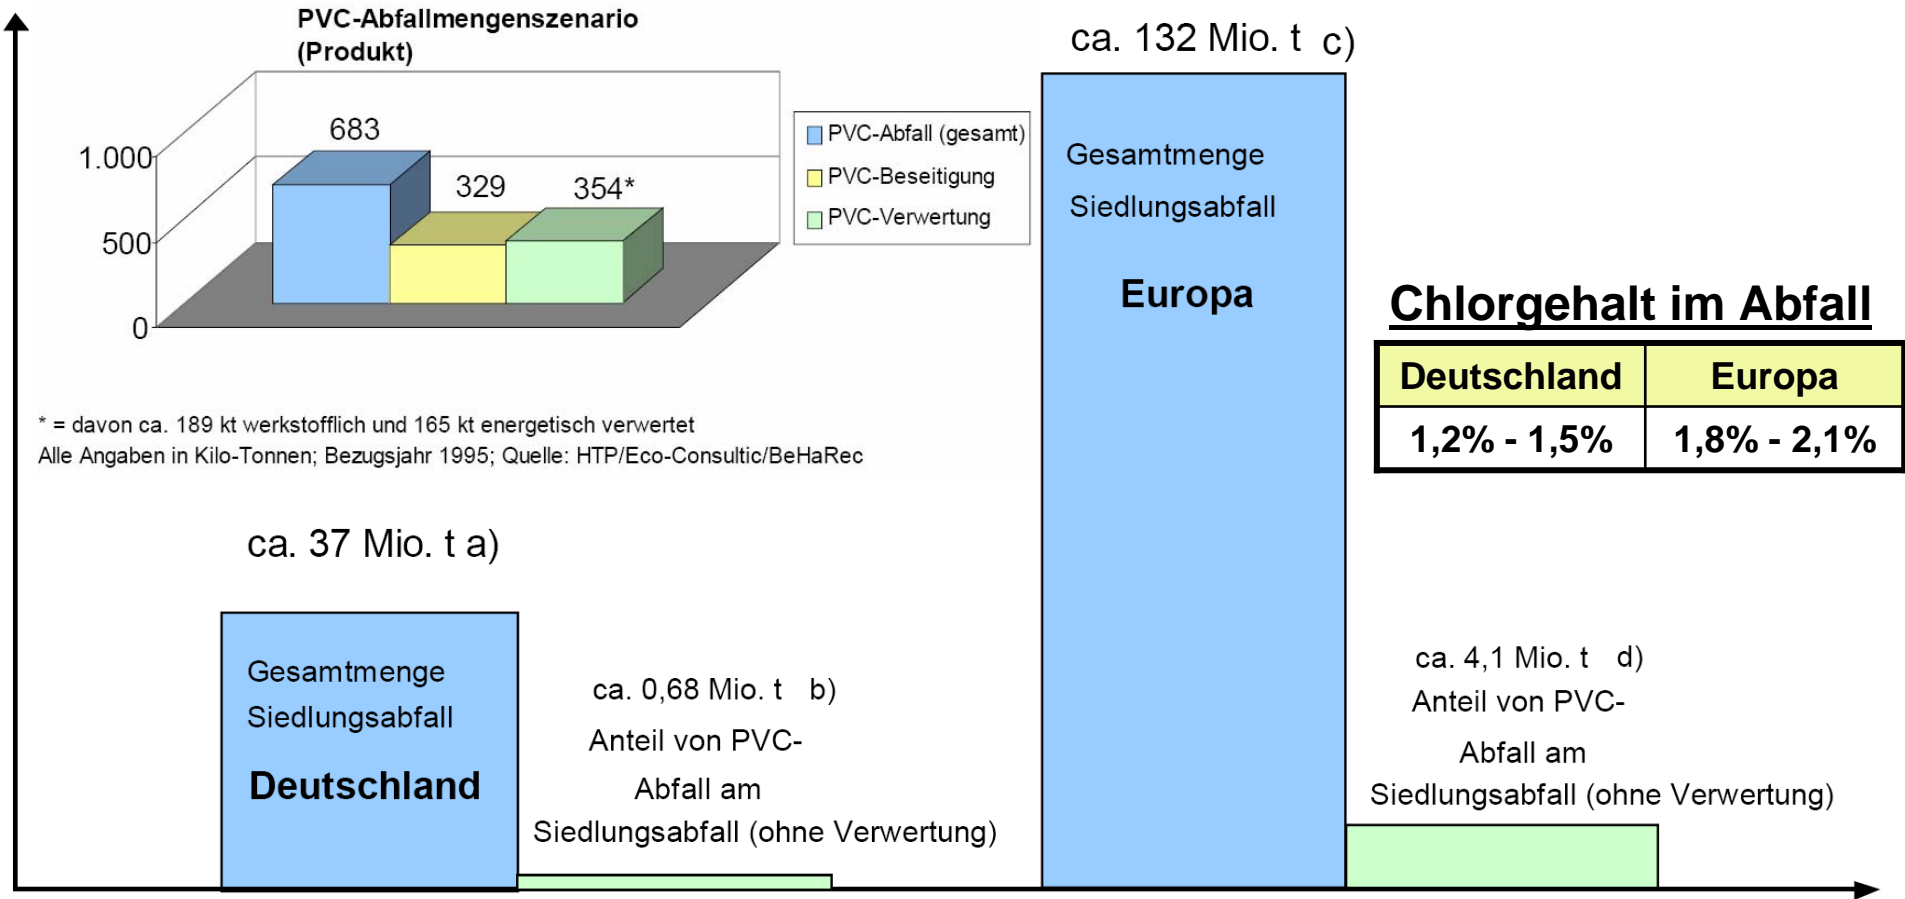 PVC-Abfallmengenszenario
(Produkt)
683
329
354*
1.000
500
0
PVC-Abfall (gesamt)
PVC-Beseitigung
PVC-Verwertung
* = davon ca. 189 kt werkstofflich und 165 kt energetisch verwertet
Alle Angaben in Kilo-Tonnen; Bezugsjahr 1995; Quelle: HTP/Eco-Consultic/BeHaRec
ca. 37 Mio. t a)
Gesamtmenge
Siedlungsabfall
Deutschland
ca. 0,68 Mio. t b)
Anteil von PVC-
Abfall am
Siedlungsabfall (ohne Verwertung)
ca. 132 Mio. t c)
Gesamtmenge
Siedlungsabfall
Europa
Chlorgehalt im Abfall
Deutschland Europa
1,2% - 1,5% 1,8% - 2,1%
ca. 4,1 Mio. t d)
Anteil von PVC-
Abfall am
Siedlungsabfall (ohne Verwertung)